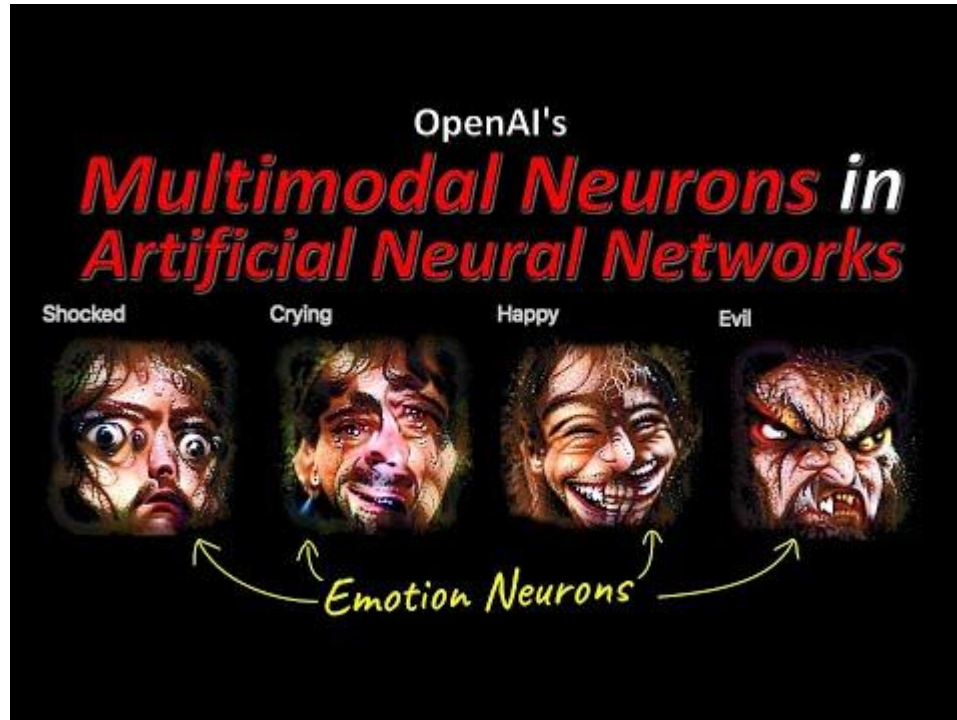 OpenAI's
Multimodal Neurons in
Artificial Neural Networks
Shocked
Crying
Happy
Evil
Emotion Neurons